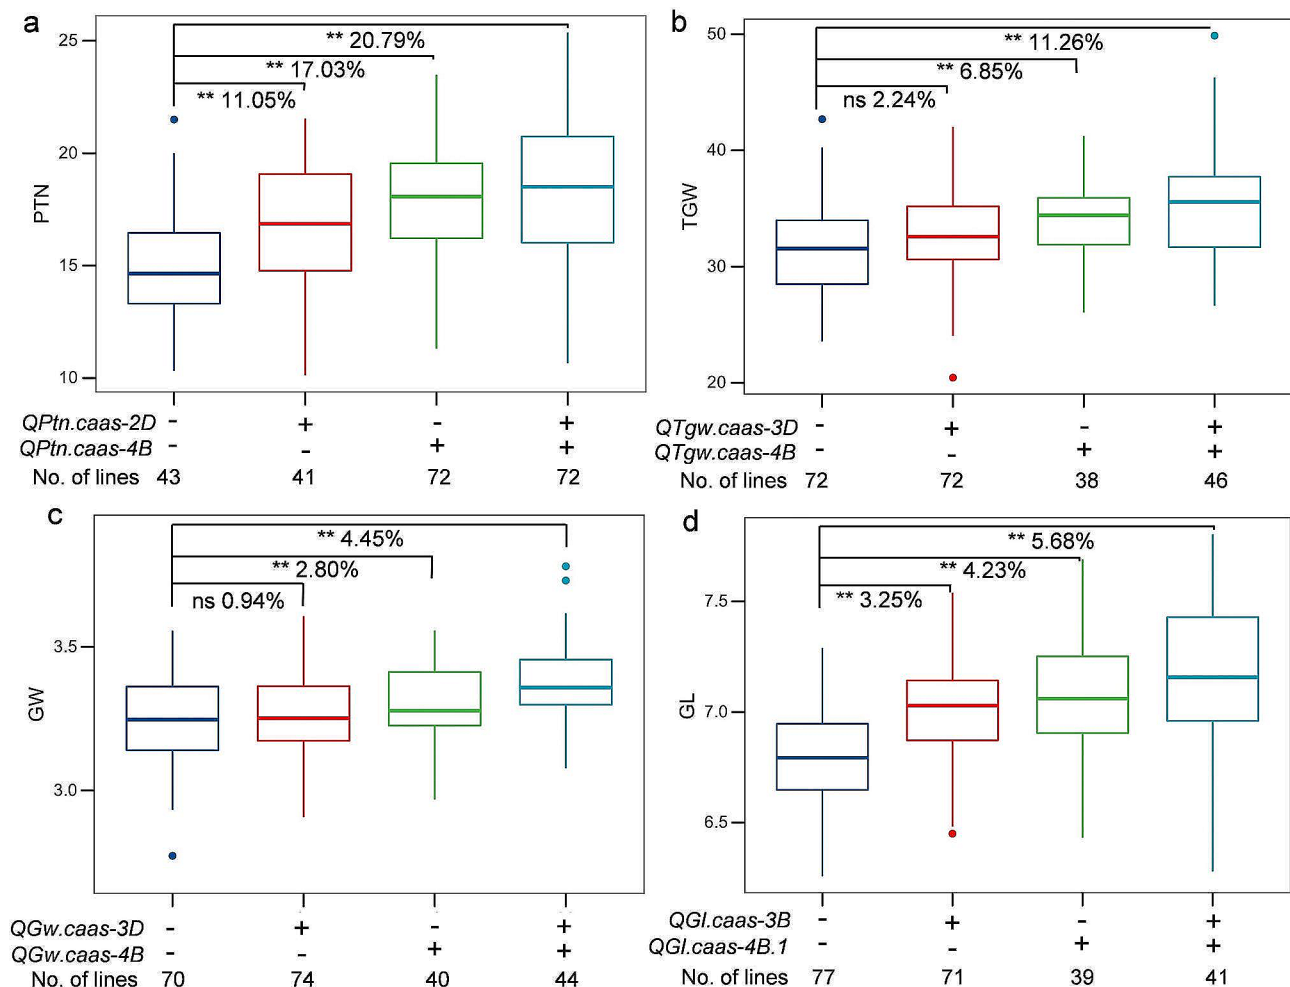 a
25
20
15
10
PTN
** 20.79%
** 17.03%
** 11.05%
QPtn.caas-2D - + - +
QPtn.caas-4B - - + +
No. of lines 43 41 72 72
b
50
40
30
20
TGW
** 11.26%
** 6.85%
ns 2.24%
QTgw.caas-3D - + - +
QTgw.caas-4B - - + +
No. of lines 72 72 38 46
c
3.5
3.0
GW
** 4.45%
** 2.80%
ns 0.94%
QGw.caas-3D - + - +
QGw.caas-4B - - + +
No. of lines 70 74 40 44
d
7.5
7.0
6.5
GL
** 5.68%
** 4.23%
** 3.25%
QGl.caas-3B - + - +
QGl.caas-4B.1 - - + +
No. of lines 77 71 39 41